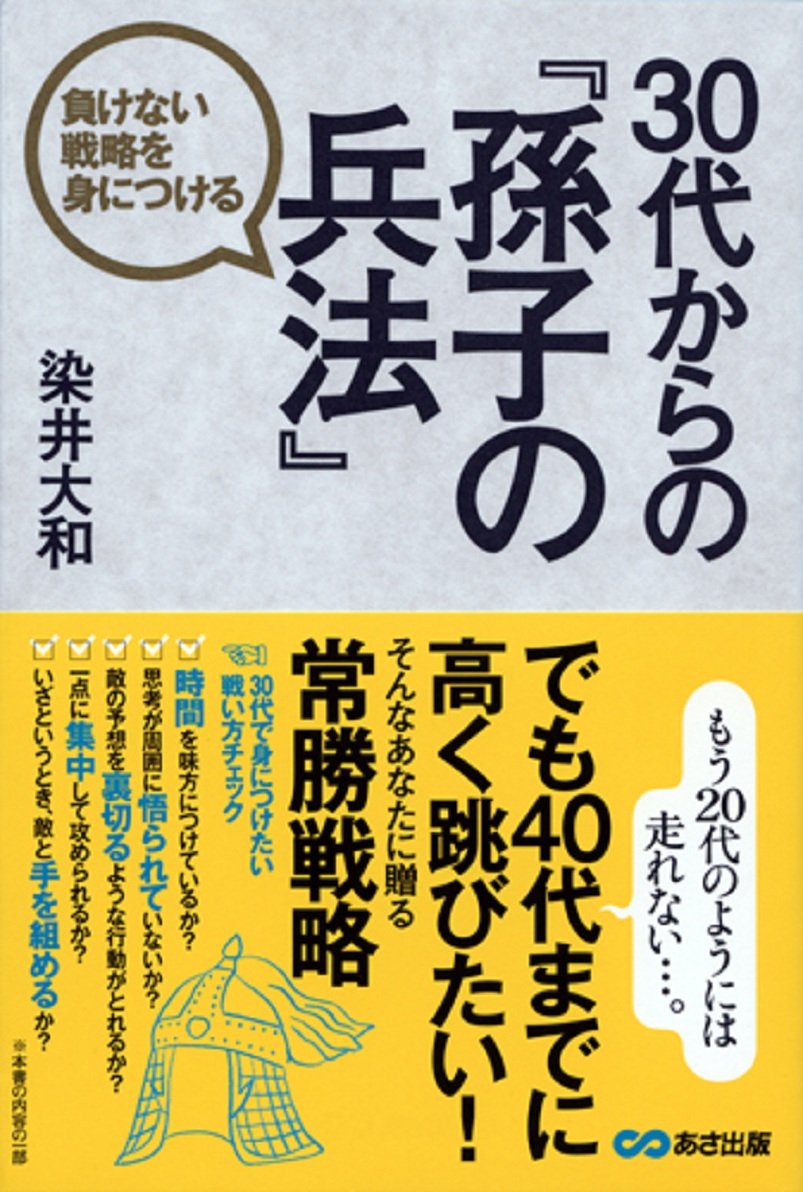 30代からの
『孫子の
兵法』
負けない
戦略を
身につける
染井大和
もう20代のようには
走れない…。
でも40代までに
高く跳びたい！
そんなあなたに贈る
常勝戦略
30代で身につけたい
戦い方チェック
時間を味方につけているか？
思考が周囲に悟られていないか？
敵の予想を裏切るような行動がとれるか？
一点に集中して攻められるか？
いざというとき、敵と手を組めるか？
※本書の内容の一部
あさ出版